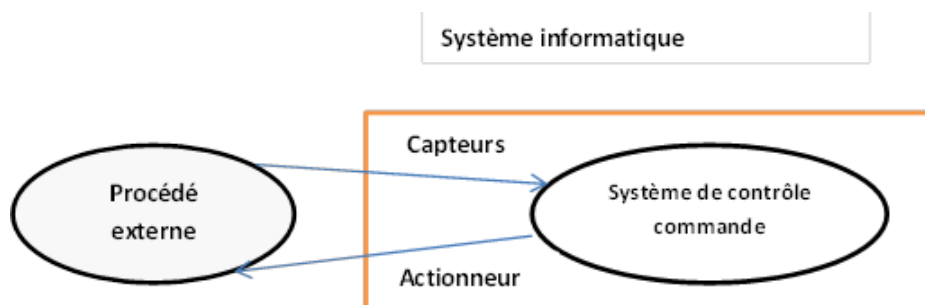 Système informatique
Capteurs
Procédé
externe
Système de contrôle
commande
Actionneur